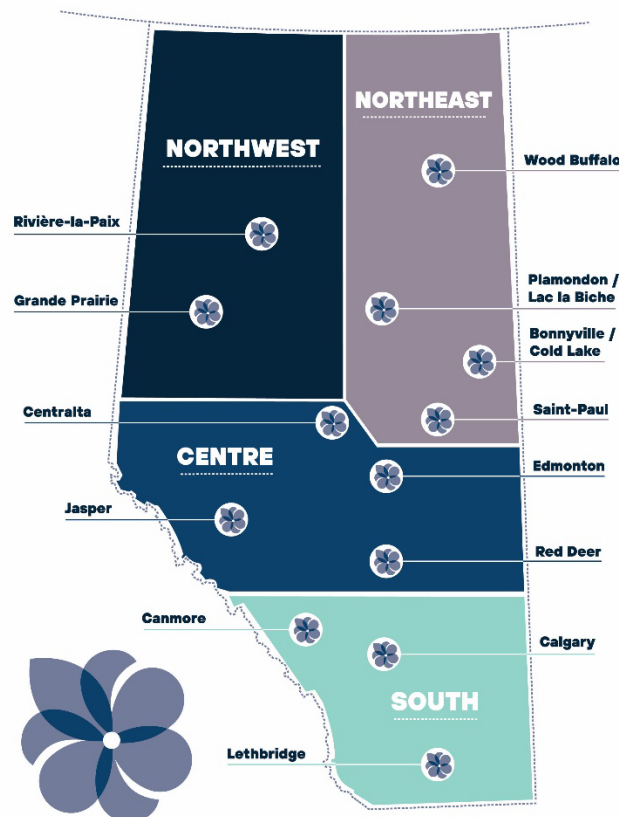 NORTHEAST
NORTHWEST
Wood Buffalo
Rivière-la-Paix
Plamondon /
Lac la Biche
Grande Prairie
Bonnyville /
Cold Lake
Centralta
Saint-Paul
CENTRE
Edmonton
Jasper
Red Deer
Canmore
Calgary
SOUTH
Lethbridge